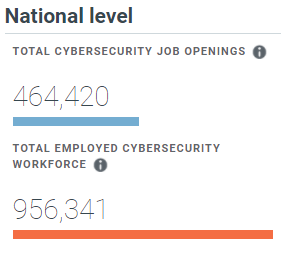 National level
TOTAL CYBERSECURITY JOB OPENINGS
464,420
TOTAL EMPLOYED CYBERSECURITY
WORKFORCE
956,341